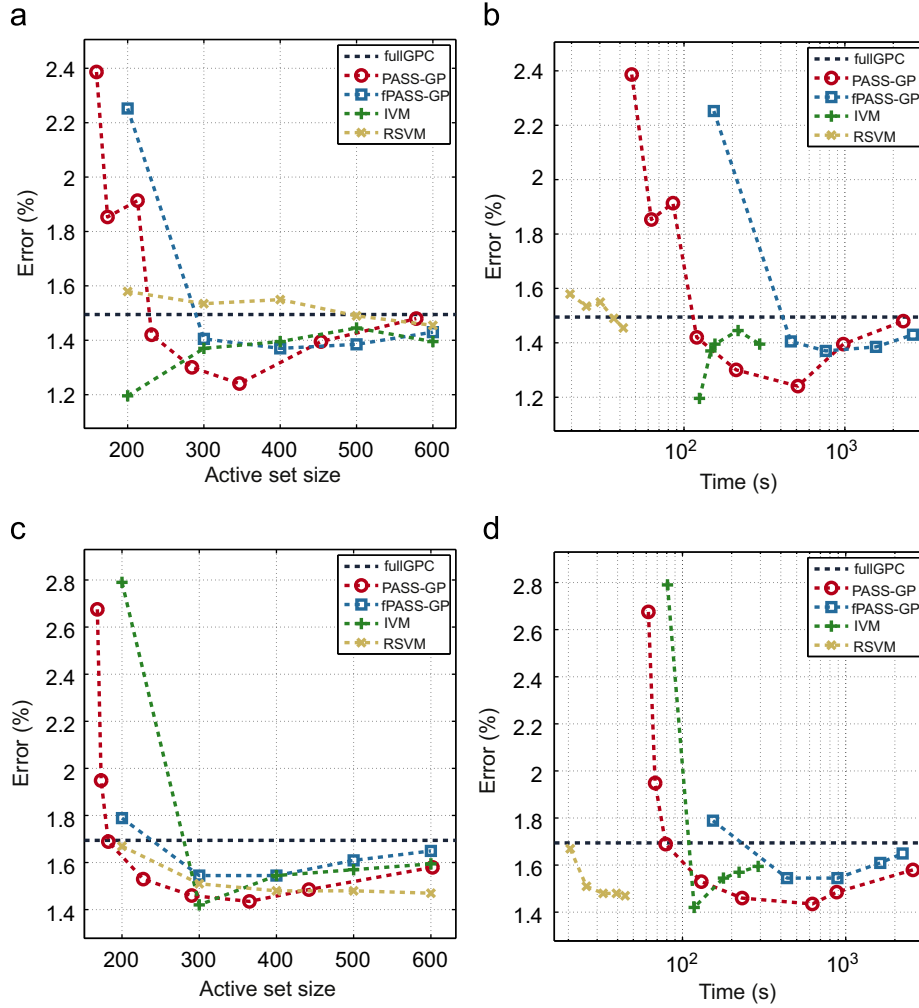 a
2.4
2.2
2
1.8
1.6
1.4
1.2
Error (%)
200
300
400
500
600
Active set size
fullGPC
PASS-GP
fPASS-GP
IVM
RSVM
b
2.4
2.2
2
1.8
1.6
1.4
1.2
Error (%)
10²
10³
Time (s)
fullGPC
PASS-GP
fPASS-GP
IVM
RSVM
c
2.8
2.6
2.4
2.2
2
1.8
1.6
1.4
Error (%)
200
300
400
500
600
Active set size
fullGPC
PASS-GP
fPASS-GP
IVM
RSVM
d
2.8
2.6
2.4
2.2
2
1.8
1.6
1.4
Error (%)
10²
10³
Time (s)
fullGPC
PASS-GP
fPASS-GP
IVM
RSVM